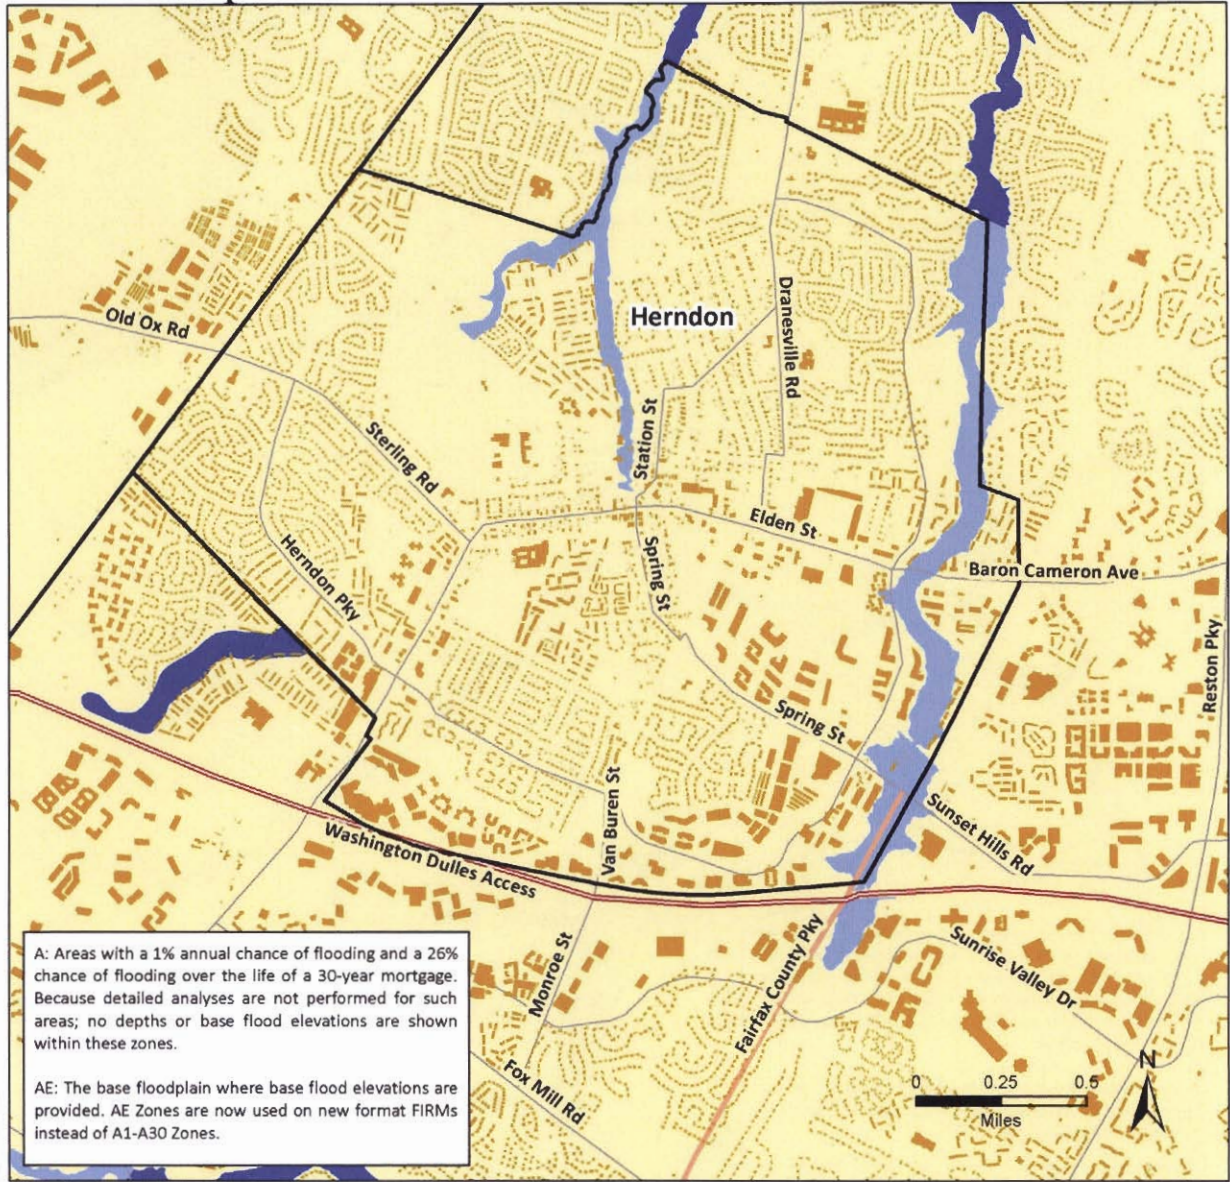 Herndon
Old Ox Rd
Dranesville Rd
Station St
Sterling Rd
Elden St
Herndon Pky
Spring St
Baron Cameron Ave
Reston Pky
Spring St
Van Buren St
Sunset Hills Rd
Washington Dulles Access
Monroe St
Fairfax County Pky
Sunrise Valley Dr
Fox Mill Rd
A: Areas with a 1% annual chance of flooding and a 26%
chance of flooding over the life of a 30-year mortgage.
Because detailed analyses are not performed for such
areas; no depths or base flood elevations are shown
within these zones.
AE: The base floodplain where base flood elevations are
provided. AE Zones are now used on new format FIRMs
instead of A1-A30 Zones.
N
0 0.25 0.5
Miles